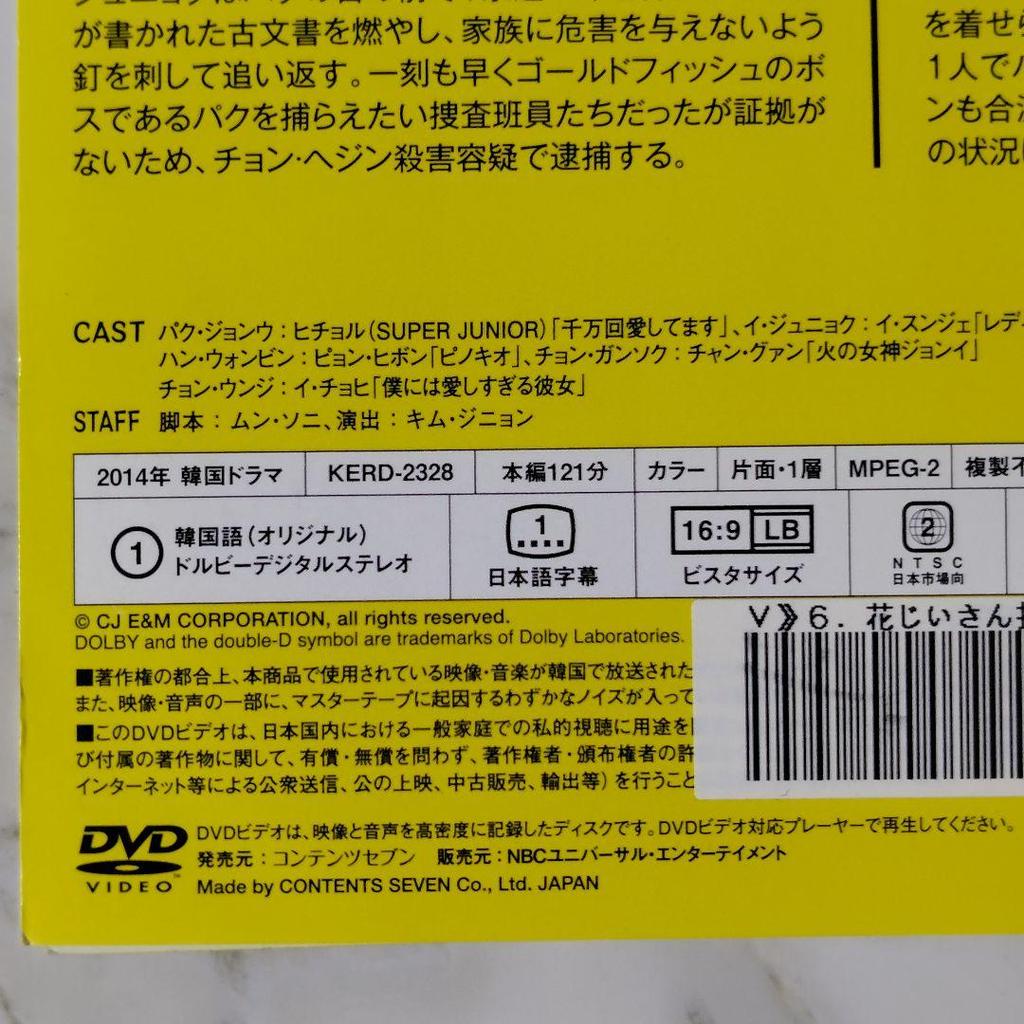 が書かれた古文書を燃やし、家族に危害を与えないよう
釘を刺して追い返す。一刻も早くゴールドフィッシュのボ
スであるパクを捕らえたい捜査班員たちだったが証拠が
ないため、チョン・ヘジン殺害容疑で逮捕する。
を着せ
1人で
ンも合
の状況
CAST パク・ジョンウ：ヒチョル（SUPER JUNIOR）「千万回愛してます」、イ・ジュニョク：イ・スンジェ「レデ
ハン・ウォンビン：ピョン・ヒボン「ピノキオ」、チョン・ガンソク：チャン・グァン「火の女神ジョンイ」
チョン・ウンジ：イ・チョヒ「僕には愛しすぎる彼女」
STAFF 脚本：ムン・ソニ、演出：キム・ジニョン
2014年 韓国ドラマ KERD-2328 本編121分 カラー 片面・1層 MPEG-2 複製不
1 韓国語（オリジナル）
ドルビーデジタルステレオ
1
日本語字幕
16:9 LB
ビスタサイズ
2
NTSC
日本市場向
© CJ E&M CORPORATION, all rights reserved.
DOLBY and the double-D symbol are trademarks of Dolby Laboratories.
V》6．花じいさん
■著作権の都合上、本商品で使用されている映像・音楽が韓国で放送された
また、映像・音声の一部に、マスターテープに起因するわずかなノイズが入って
■このDVDビデオは、日本国内における一般家庭での私的視聴に用途を
び付属の著作物に関して、有償・無償を問わず、著作権者・頒布権者の許
インターネット等による公衆送信、公の上映、中古販売、輸出等）を行うこと
DVD VIDEO
DVDビデオは、映像と音声を高密度に記録したディスクです。DVDビデオ対応プレーヤーで再生してください。
発売元：コンテンツセブン 販売元：NBCユニバーサル・エンターテイメント
Made by CONTENTS SEVEN Co., Ltd. JAPAN